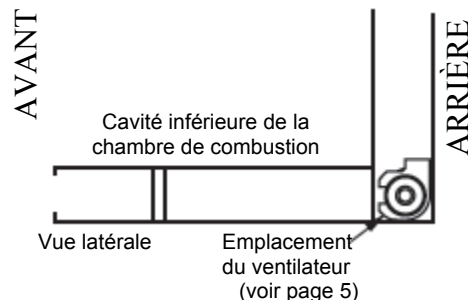 AVANT
ARRIÈRE
Cavité inférieure de la
chambre de combustion
Vue latérale
Emplacement
du ventilateur
(voir page 5)